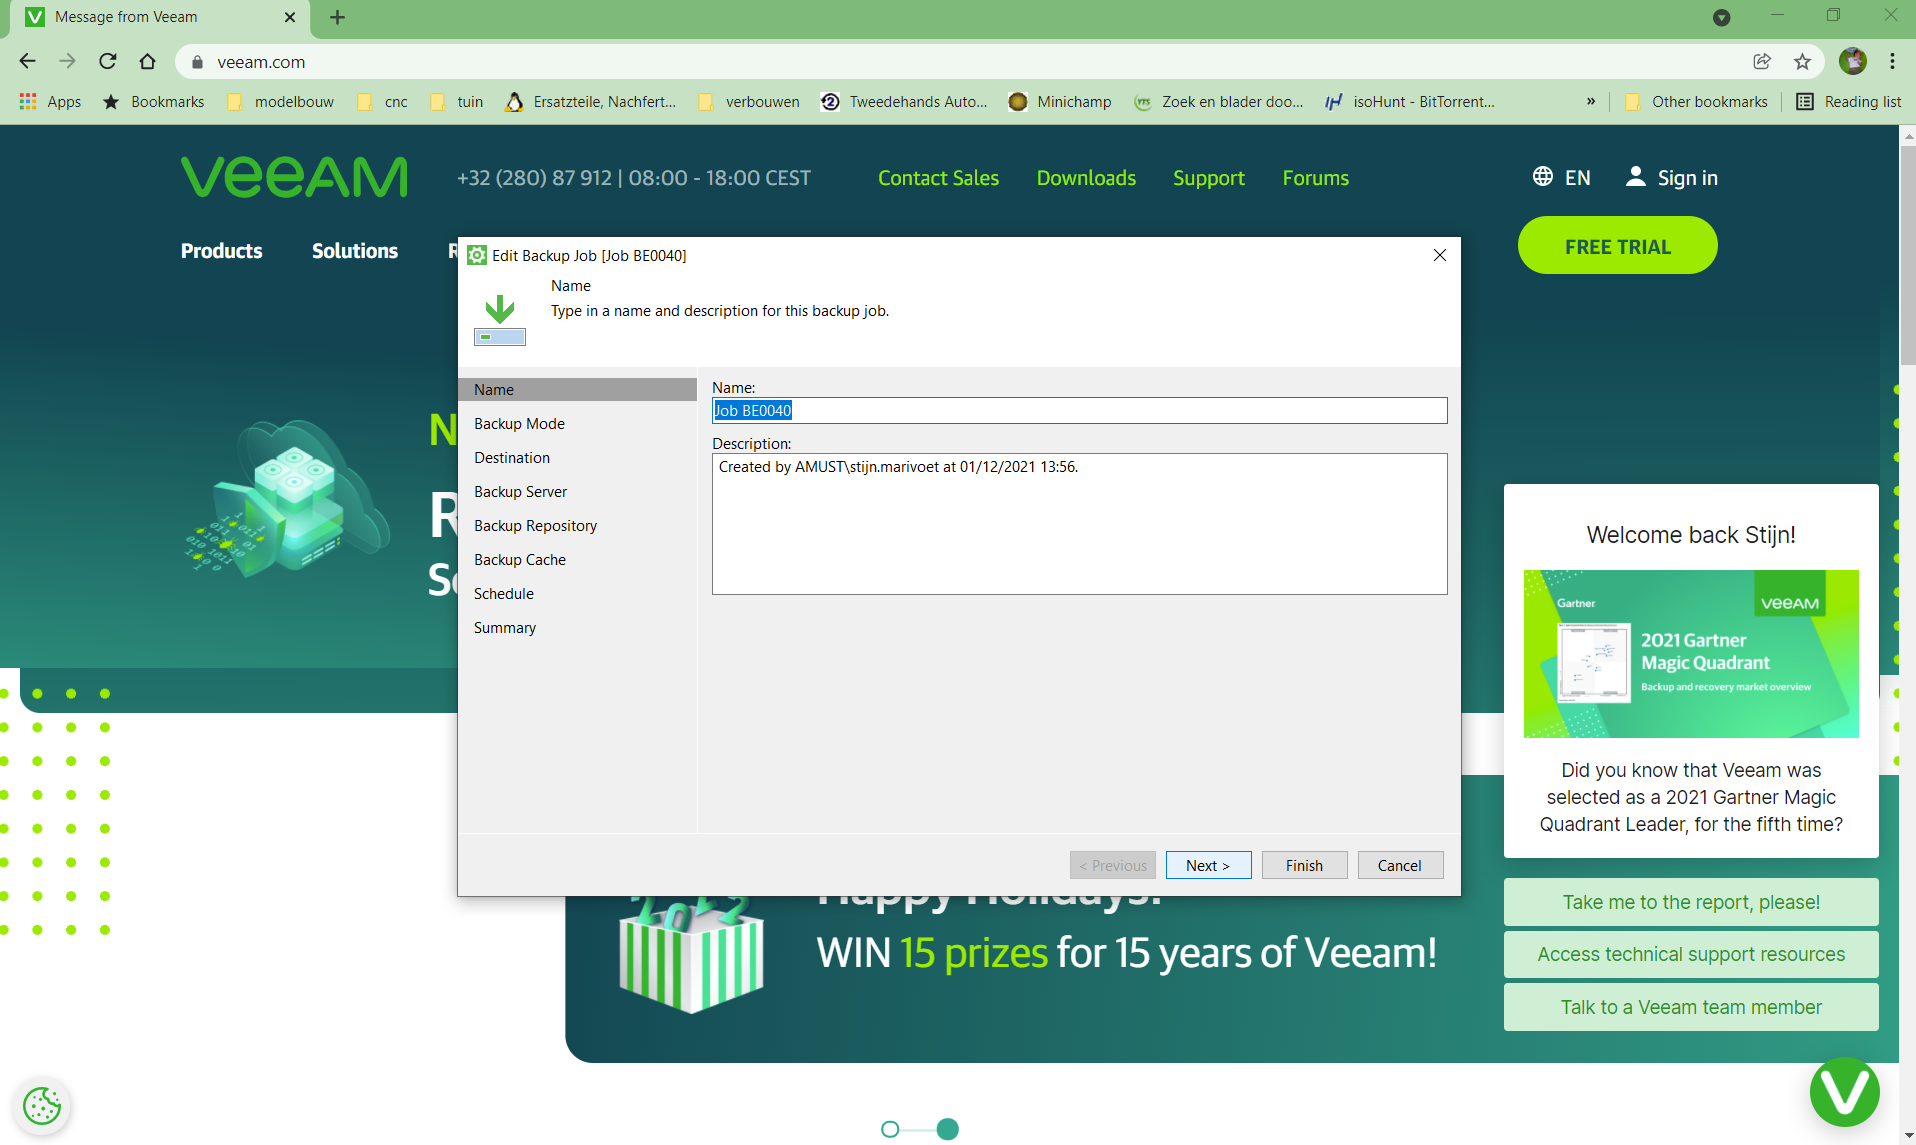 Message from Veeam
veeam.com
Apps
Bookmarks
modelbouw
cnc
tuin
Ersatzteile, Nachfert...
verbouwen
Tweedehands Auto...
Minichamp
Zoek en blader doo...
isoHunt - BitTorrent...
»
Other bookmarks
Reading list
VEEAM
+32 (280) 87 912 | 08:00 - 18:00 CEST
Contact Sales
Downloads
Support
Forums
EN
Sign in
Products
Solutions
FREE TRIAL
Edit Backup Job [Job BE0040]
Name
Type in a name and description for this backup job.
Name
Backup Mode
Destination
Backup Server
Backup Repository
Backup Cache
Schedule
Summary
Name:
Job BE0040
Description:
Created by AMUST\stijn.marivoet at 01/12/2021 13:56.
< Previous
Next >
Finish
Cancel
Welcome back Stijn!
Gartner
VEEAM
2021 Gartner
Magic Quadrant
Backup and recovery market overview
Did you know that Veeam was
selected as a 2021 Gartner Magic
Quadrant Leader, for the fifth time?
Take me to the report, please!
Access technical support resources
Talk to a Veeam team member
2022
Happy Holidays!
WIN 15 prizes for 15 years of Veeam!